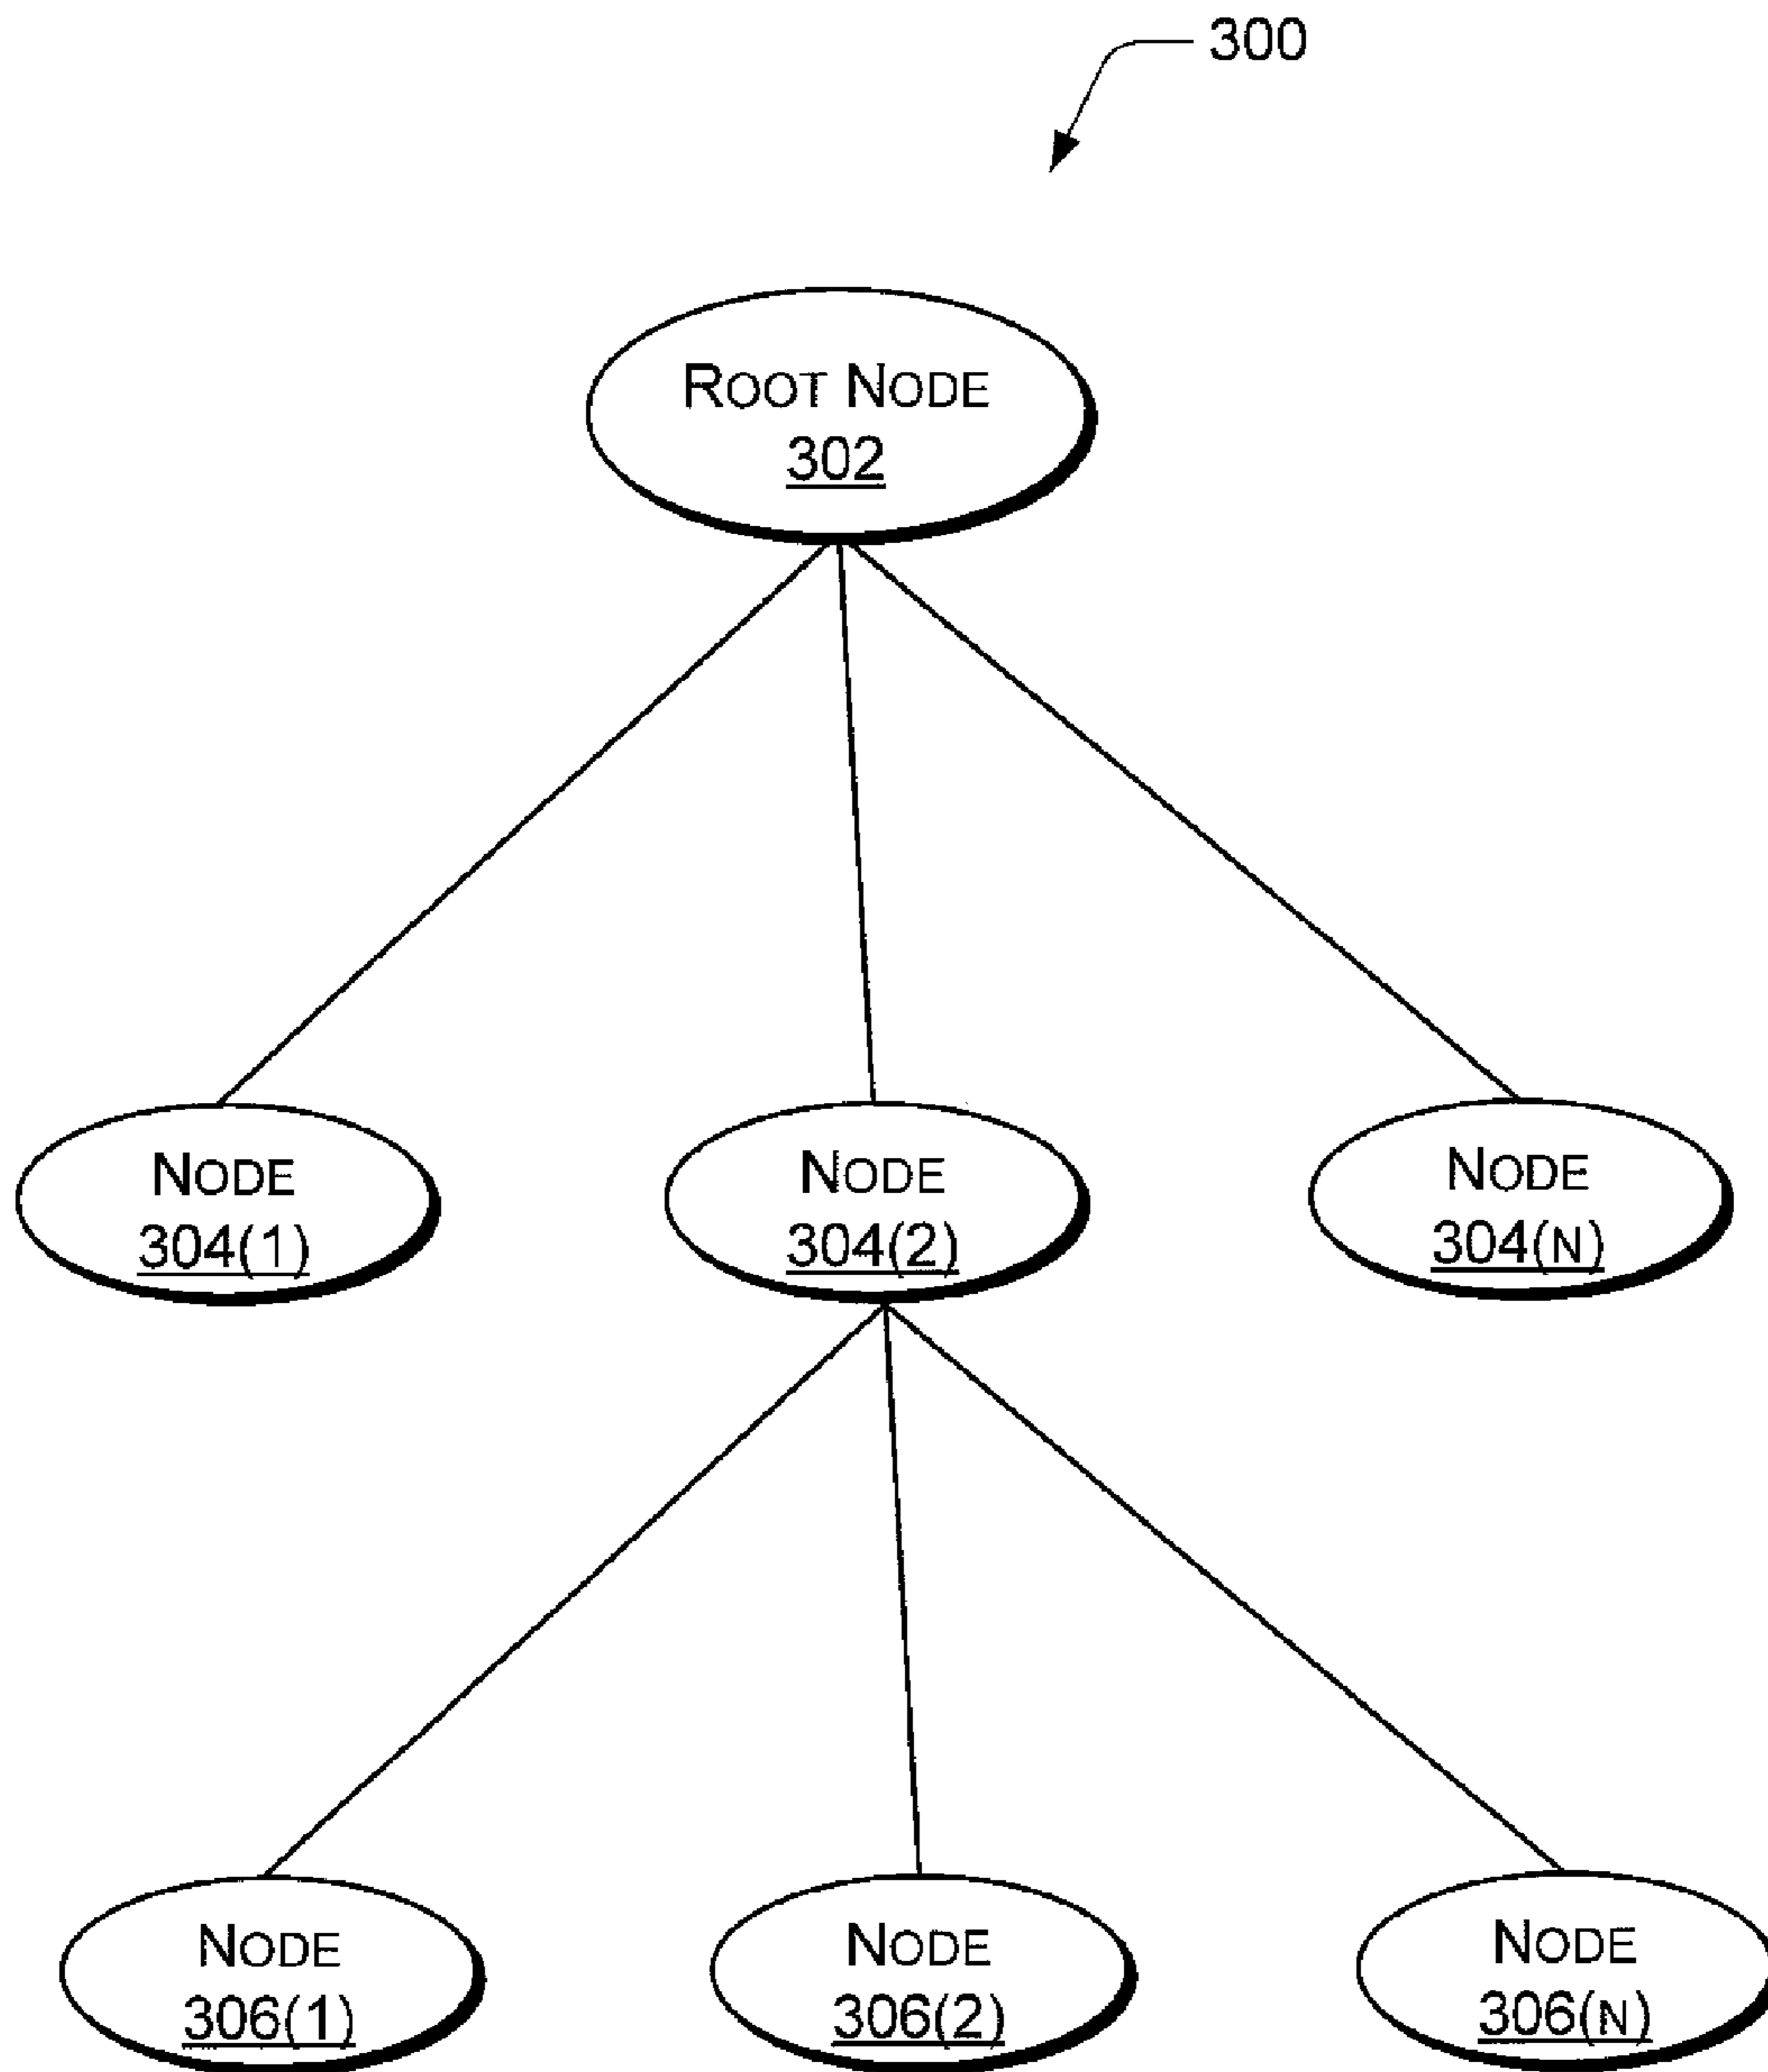 300
ROOT NODE
302
NODE
304(1)
NODE
304(2)
NODE
304(N)
NODE
306(1)
NODE
306(2)
NODE
306(N)